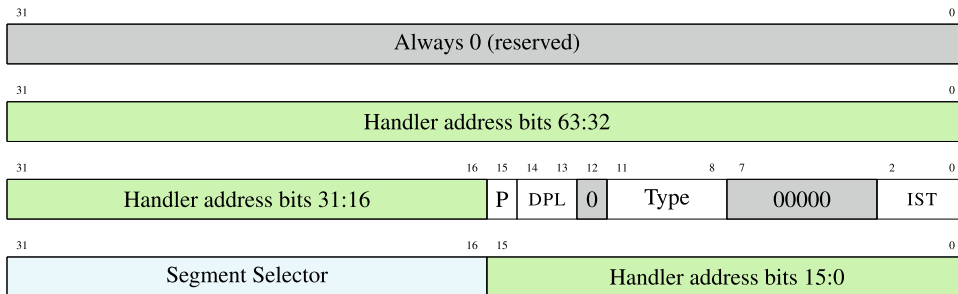 31 0
Always 0 (reserved)
31 0
Handler address bits 63:32
31 16 15 14 13 12 11 8 7 2 0
Handler address bits 31:16 P DPL 0 Type 00000 IST
31 16 15 0
Segment Selector Handler address bits 15:0